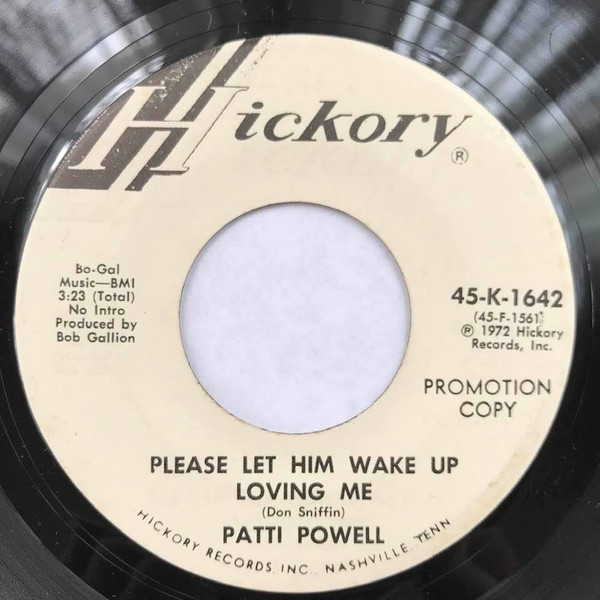 Hickory
®
Bo-Gal
Music—BMI
3:23 (Total)
No Intro
Produced by
Bob Gallion
45-K-1642
(45-F-1561)
℗ 1972 Hickory
Records, Inc.
PROMOTION
COPY
PLEASE LET HIM WAKE UP
LOVING ME
(Don Sniffin)
PATTI POWELL
HICKORY RECORDS, INC., NASHVILLE, TENN